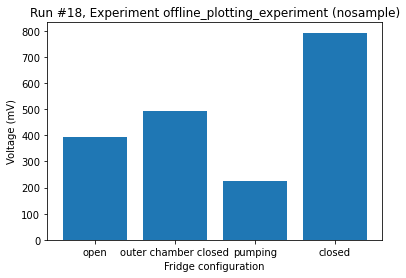 Run #18, Experiment offline_plotting_experiment (nosample)
Voltage (mV)
800
700
600
500
400
300
200
100
0
open outer chamber closed pumping closed
Fridge configuration